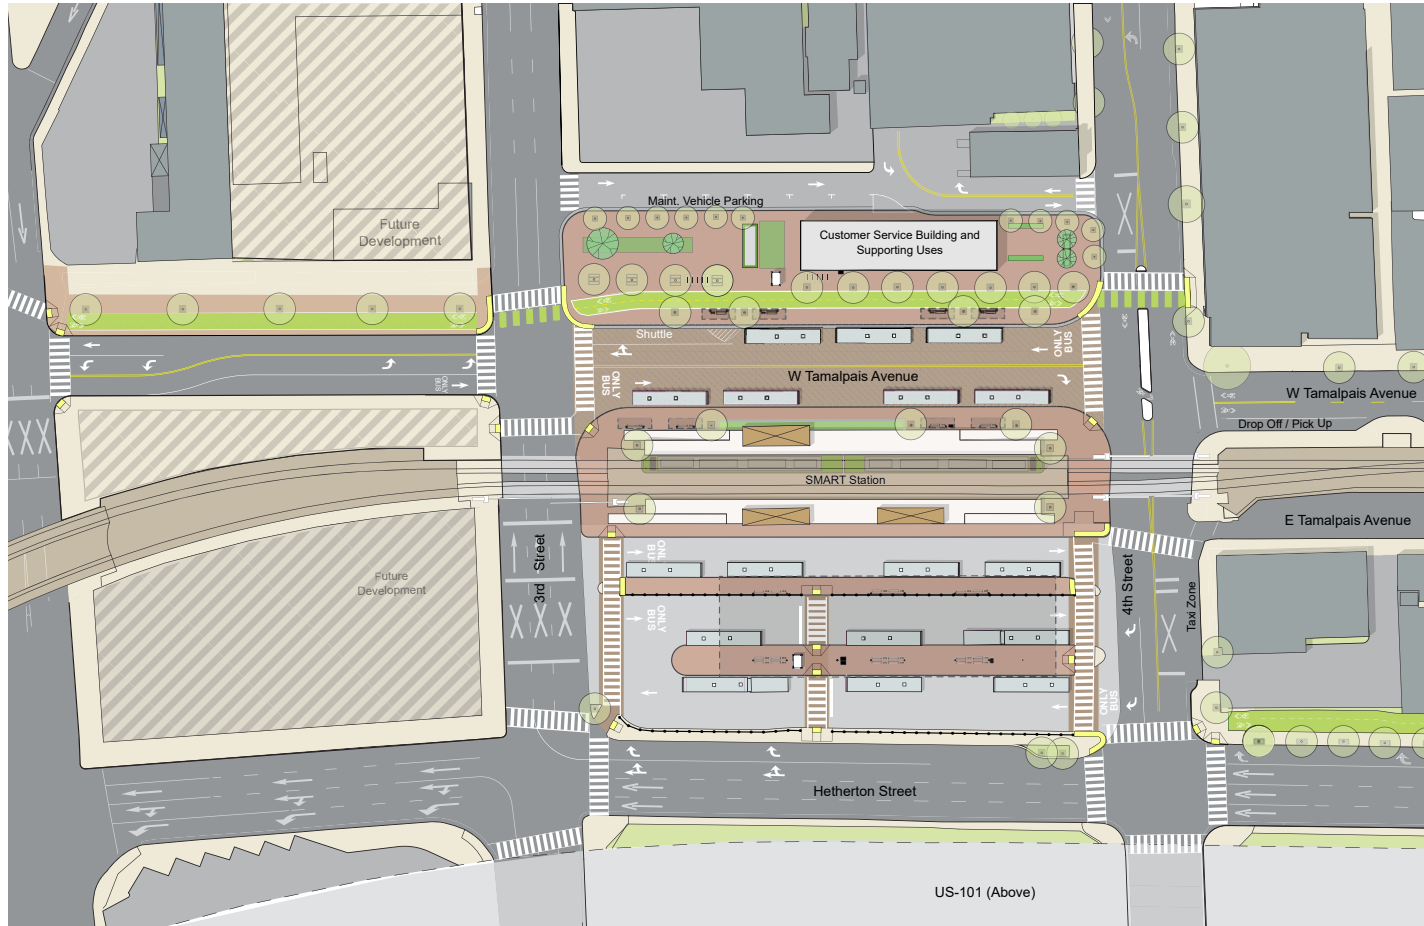 Maint. Vehicle Parking
Future
Development
Customer Service Building and
Supporting Uses
Shuttle
ONLY
BUS
ONLY
BUS
ONLY
BUS
W Tamalpais Avenue
W Tamalpais Avenue
Drop Off / Pick Up
SMART Station
E Tamalpais Avenue
ONLY
BUS
3rd Street
Future
Development
4th Street
Taxi Zone
ONLY
BUS
ONLY
BUS
Hetherton Street
US-101 (Above)